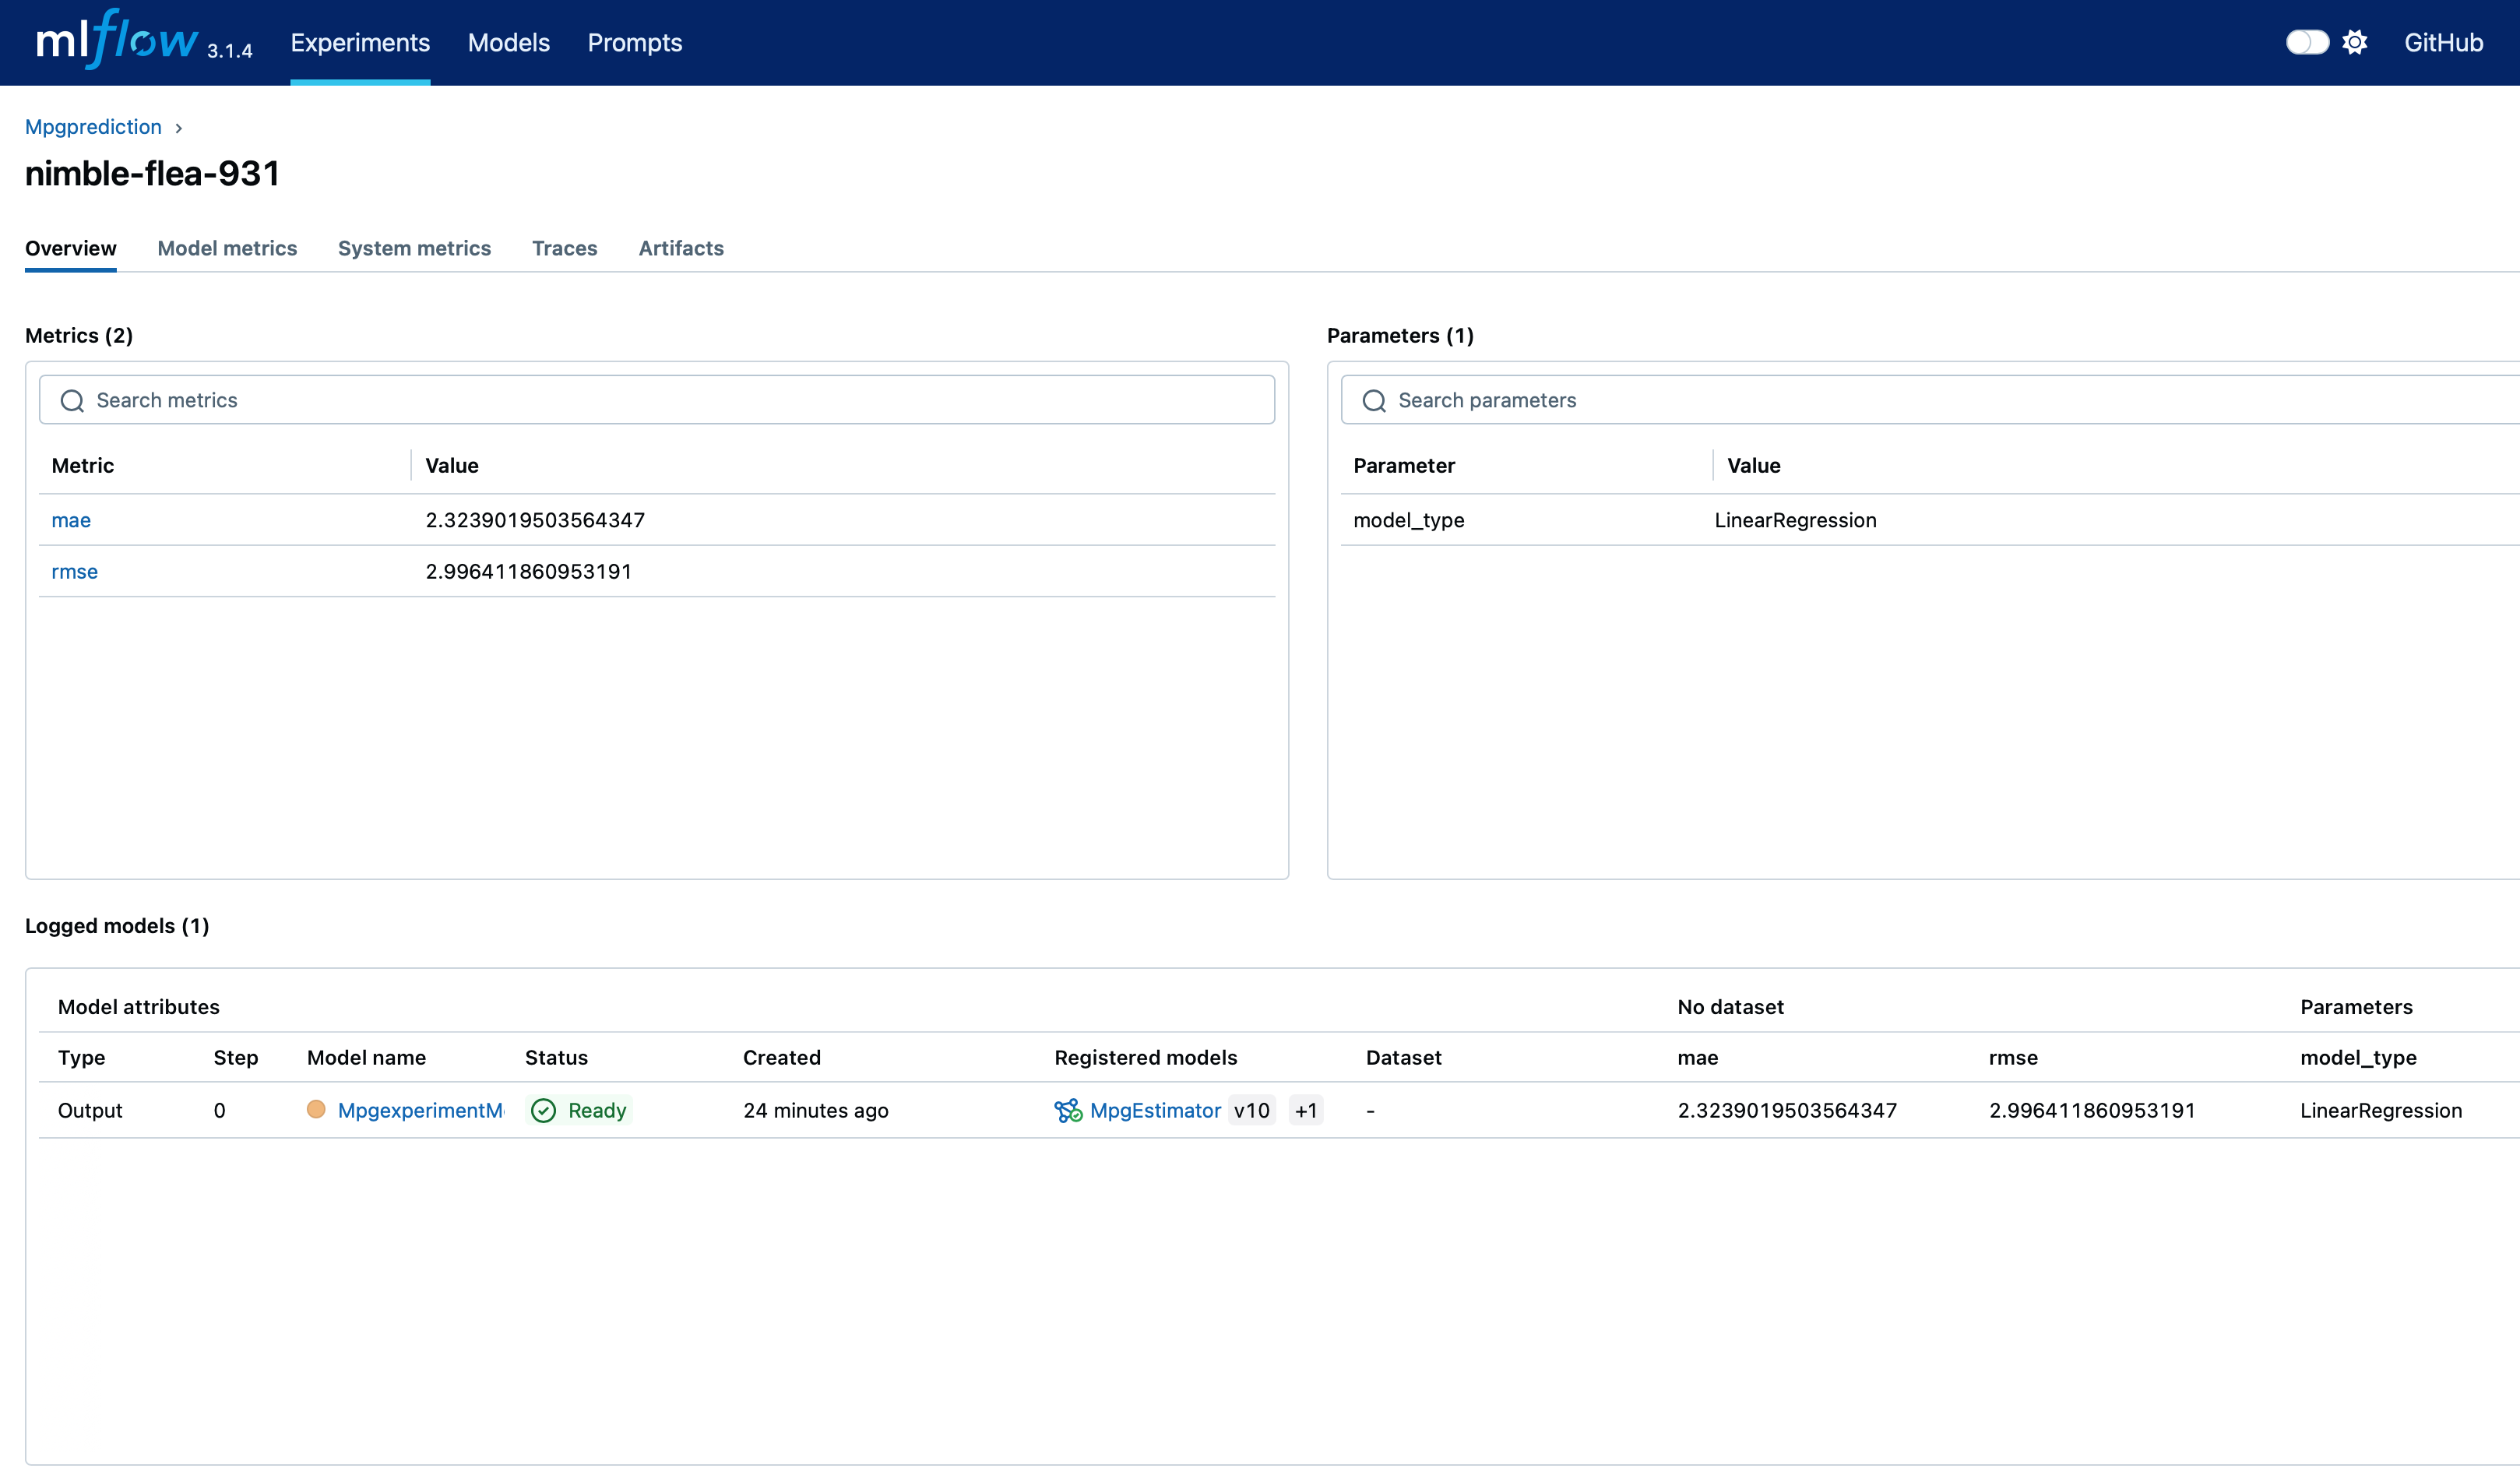 mlflow 3.1.4 Experiments Models Prompts GitHub
Mpgprediction
nimble-flea-931
Overview Model metrics System metrics Traces Artifacts
Metrics (2) Parameters (1)
Search metrics Search parameters
Metric Value Parameter Value
mae 2.3239019503564347 model_type LinearRegression
rmse 2.996411860953191
Logged models (1)
Model attributes No dataset Parameters
Type Step Model name Status Created Registered models Dataset mae rmse model_type
Output 0 MpgexperimentM Ready 24 minutes ago MpgEstimator v10 +1 - 2.3239019503564347 2.996411860953191 LinearRegression